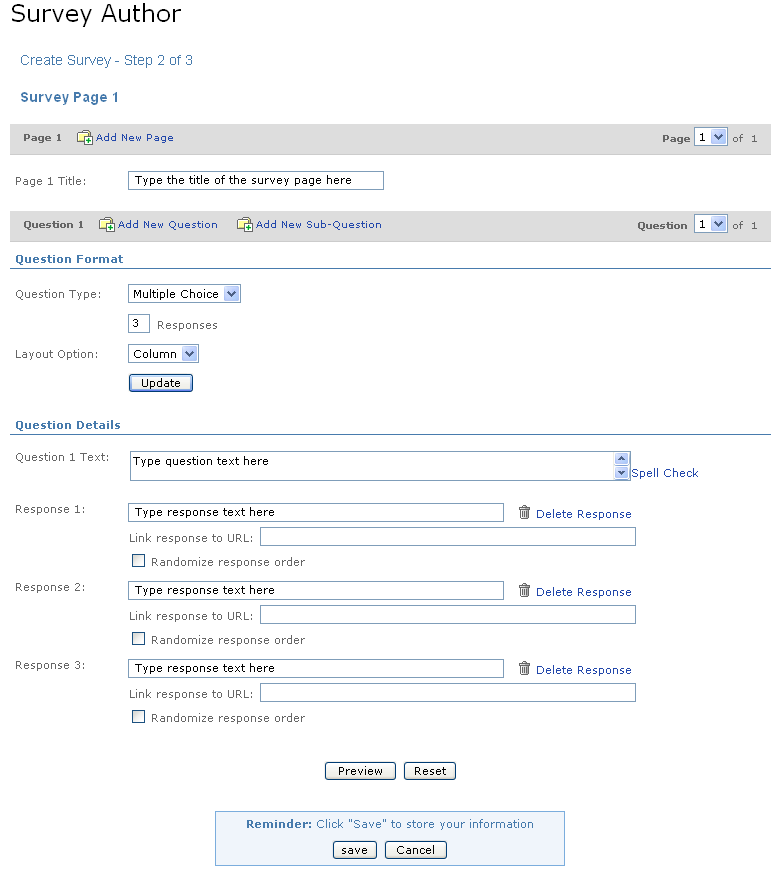 Survey Author
Create Survey - Step 2 of 3
Survey Page 1
Page 1 Add New Page Page 1 of 1
Page 1 Title: Type the title of the survey page here
Question 1 Add New Question Add New Sub-Question Question 1 of 1
Question Format
Question Type: Multiple Choice
3 Responses
Layout Option: Column
Update
Question Details
Question 1 Text: Type question text here
Spell Check
Response 1: Type response text here Delete Response
Link response to URL:
Randomize response order
Response 2: Type response text here Delete Response
Link response to URL:
Randomize response order
Response 3: Type response text here Delete Response
Link response to URL:
Randomize response order
Preview Reset
Reminder: Click "Save" to store your information
save Cancel